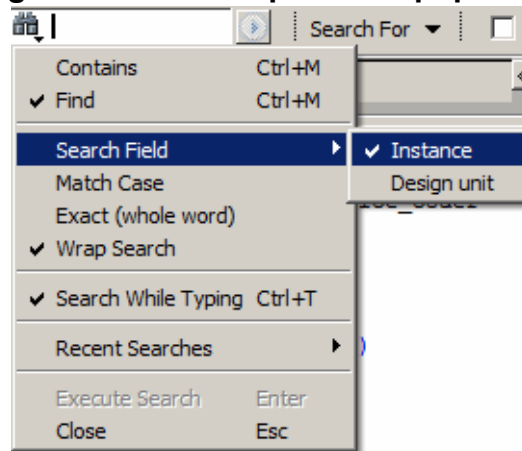 Search For
Contains Ctrl+M
Find Ctrl+M
Search Field
Instance
Match Case
Design unit
Exact (whole word)
Wrap Search
Search While Typing Ctrl+T
Recent Searches
Execute Search Enter
Close Esc